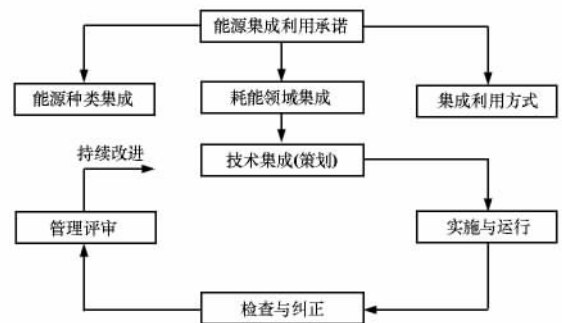 能源集成利用承诺
能源种类集成
耗能领域集成
集成利用方式
持续改进
技术集成(策划)
管理评审
实施与运行
检查与纠正